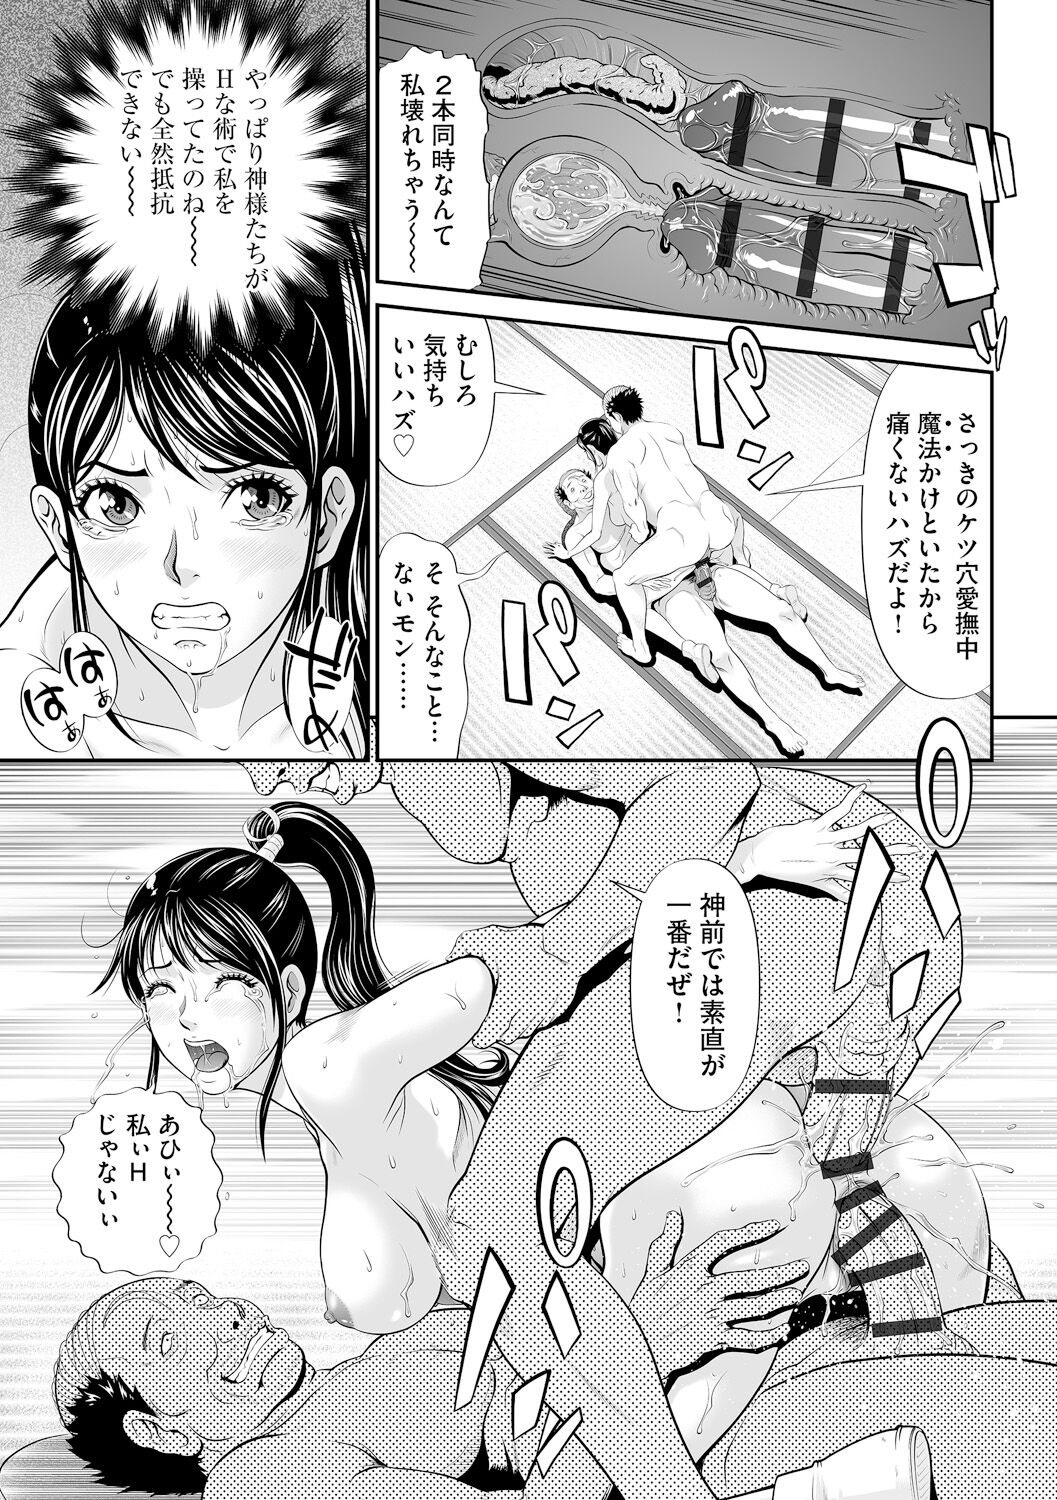 2本同時なんて
私壊れちゃう〜〜
さっきのケツ穴愛撫中
魔法かけといたから
痛くないハズだよ！
むしろ
気持ち
いいハズ♡
そ そんなこと…
ないモン……
パンッ
パンッ
やっぱり神様たちが
Hな術で私を
操ってたのね〜〜
でも全然抵抗
できない〜〜
はぁ
はぁ
神前では素直が
一番だぜ！
あひぃ〜〜♡
私ぃH
じゃないぃ